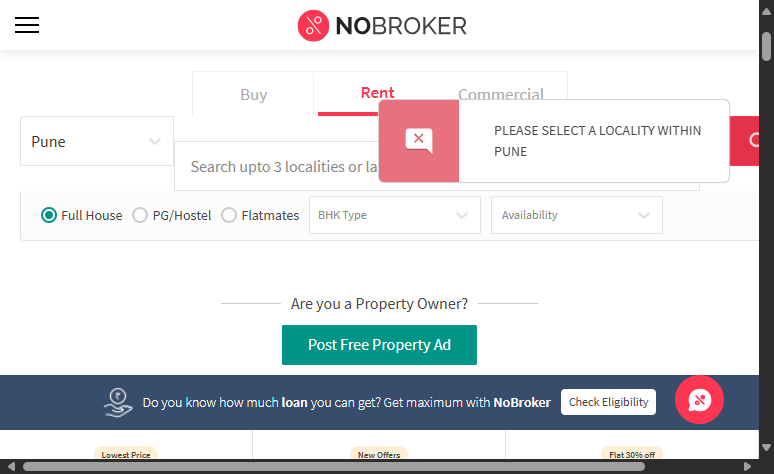 NOBROKER
Buy
Rent
Commercial
PLEASE SELECT A LOCALITY WITHIN
PUNE
Pune
Search upto 3 localities or la
Full House
PG/Hostel
Flatmates
BHK Type
Availability
Are you a Property Owner?
Post Free Property Ad
Do you know how much loan you can get? Get maximum with NoBroker
Check Eligibility
Lowest Price
New Offers
Flat 30% off